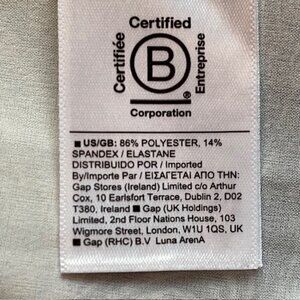 Certified
Certifiée
B
Entreprise
®
Corporation
■ US/GB: 86% POLYESTER, 14%
SPANDEX / ELASTANE
DISTRIBUIDO POR / Imported
By/Importe Par / ΕΙΣΑΓΕΤΑΙ ΑΠΟ ΤΗΝ:
Gap Stores (Ireland) Limited c/o Arthur
Cox, 10 Earlsfort Terrace, Dublin 2, D02
T380, Ireland ■ Gap (UK Holdings)
Limited, 2nd Floor Nations House, 103
Wigmore Street, London, W1U 1QS, UK
■ Gap (RHC) B.V Luna ArenA